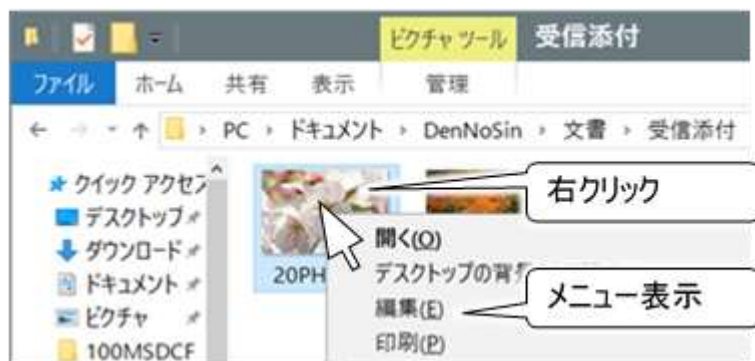 ピクチャ ツール 受信添付
ファイル ホーム 共有 表示 管理
PC › ドキュメント › DenNoSin › 文書 › 受信添付
クイック アクセス
デスクトップ
ダウンロード
ドキュメント
ピクチャ
100MSDCF
20PH
右クリック
開く(O)
デスクトップの背
編集(E)
印刷(P)
メニュー表示